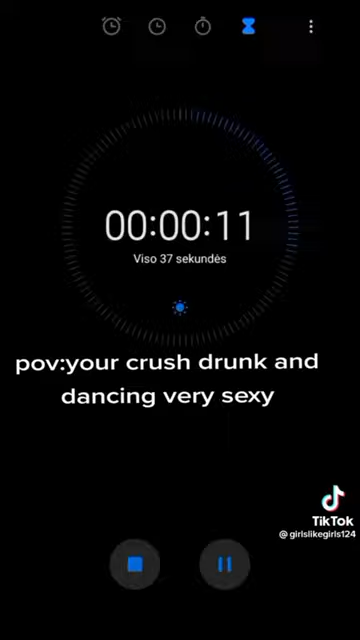 00:00:11
Viso 37 sekundės
pov:your crush drunk and
dancing very sexy
TikTok
@girlslikegirls124